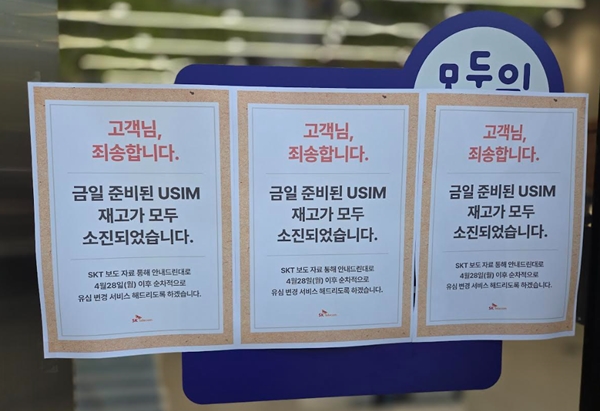 모두의
고객님,
죄송합니다.
금일 준비된 USIM
재고가 모두
소진되었습니다.
SKT 보도 자료 통해 안내드린대로
4월28일(월) 이후 순차적으로
유심 변경 서비스 해드리도록 하겠습니다.
SK telecom
고객님,
죄송합니다.
금일 준비된 USIM
재고가 모두
소진되었습니다.
SKT 보도 자료 통해 안내드린대로
4월28일(월) 이후 순차적으로
유심 변경 서비스 해드리도록 하겠습니다.
SK telecom
고객님,
죄송합니다.
금일 준비된 USIM
재고가 모두
소진되었습니다.
SKT 보도 자료 통해 안내드린대로
4월28일(월) 이후 순차적으로
유심 변경 서비스 해드리도록 하겠습니다.
SK telecom